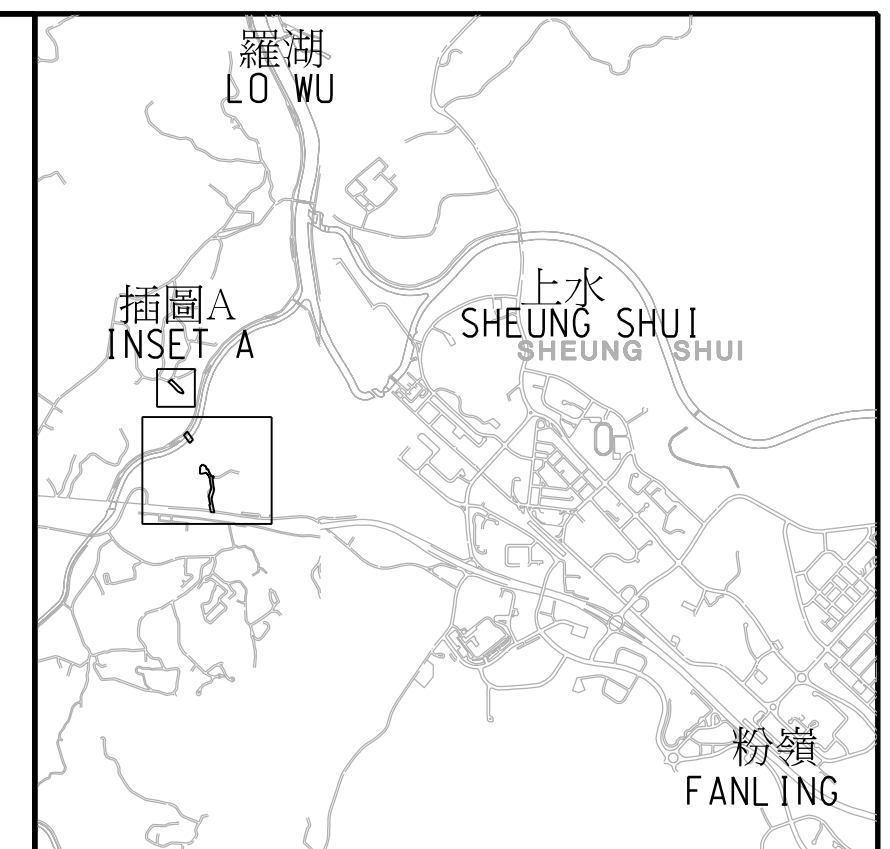 羅湖
LO WU
插圖A
INSET A
上水
SHEUNG SHUI
SHEUNG SHUI
粉嶺
FANLING